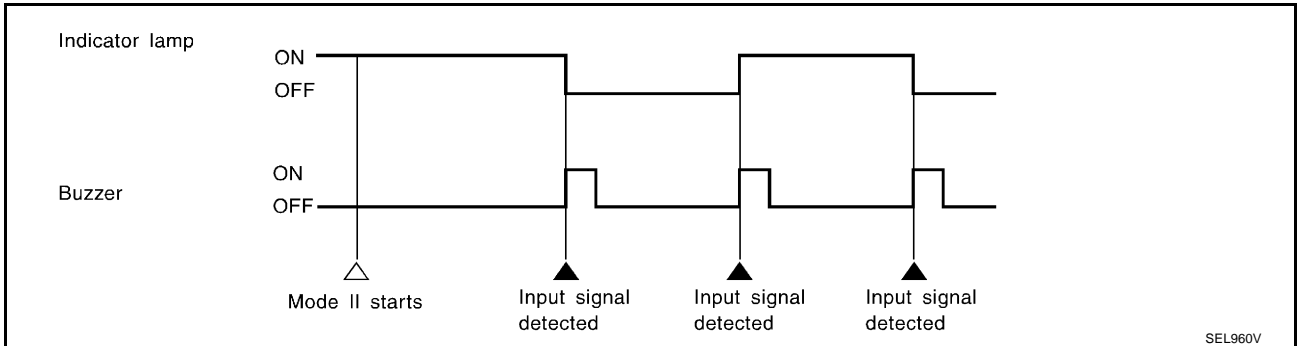 Indicator lamp
ON
OFF
Buzzer
ON
OFF
Mode II starts
Input signal
detected
Input signal
detected
Input signal
detected
SEL960V